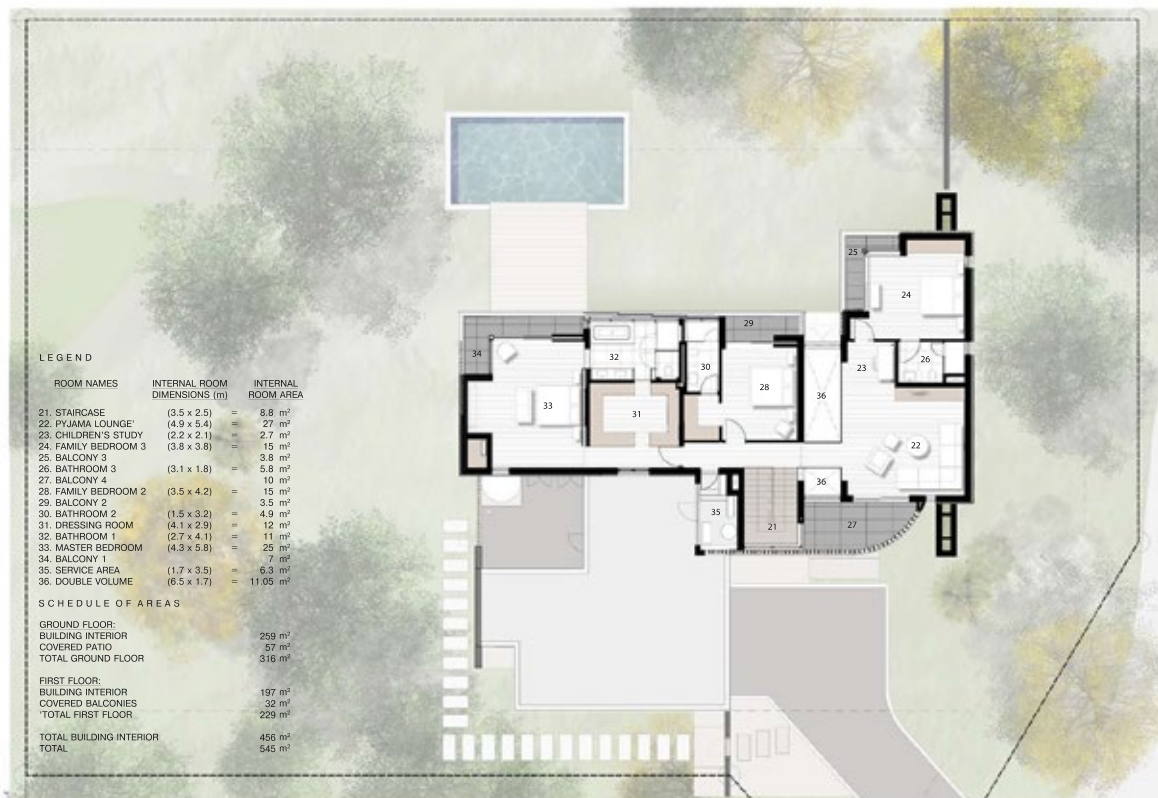 LEGEND
ROOM NAMES INTERNAL ROOM INTERNAL
DIMENSIONS (m) ROOM AREA
21. STAIRCASE (3.5 x 2.5) = 8.8 m²
22. PYJAMA LOUNGE' (4.9 x 5.4) = 27 m²
23. CHILDREN'S STUDY (2.2 x 2.1) = 2.7 m²
24. FAMILY BEDROOM 3 (3.8 x 3.8) = 15 m²
25. BALCONY 3 3.8 m²
26. BATHROOM 3 (3.1 x 1.8) = 5.8 m²
27. BALCONY 4 10 m²
28. FAMILY BEDROOM 2 (3.5 x 4.2) = 15 m²
29. BALCONY 2 3.5 m²
30. BATHROOM 2 (1.5 x 3.2) = 4.9 m²
31. DRESSING ROOM (4.1 x 2.9) = 12 m²
32. BATHROOM 1 (2.7 x 4.1) = 11 m²
33. MASTER BEDROOM (4.3 x 5.8) = 25 m²
34. BALCONY 1 7 m²
35. SERVICE AREA (1.7 x 3.5) = 6.3 m²
36. DOUBLE VOLUME (6.5 x 1.7) = 11.05 m²
SCHEDULE OF AREAS
GROUND FLOOR:
BUILDING INTERIOR 259 m²
COVERED PATIO 57 m²
TOTAL GROUND FLOOR 316 m²
FIRST FLOOR:
BUILDING INTERIOR 197 m²
COVERED BALCONIES 32 m²
'TOTAL FIRST FLOOR 229 m²
TOTAL BUILDING INTERIOR 456 m²
TOTAL 545 m²
25
24
29
34
32
30
23
26
28
33
36
31
22
36
35
21
27